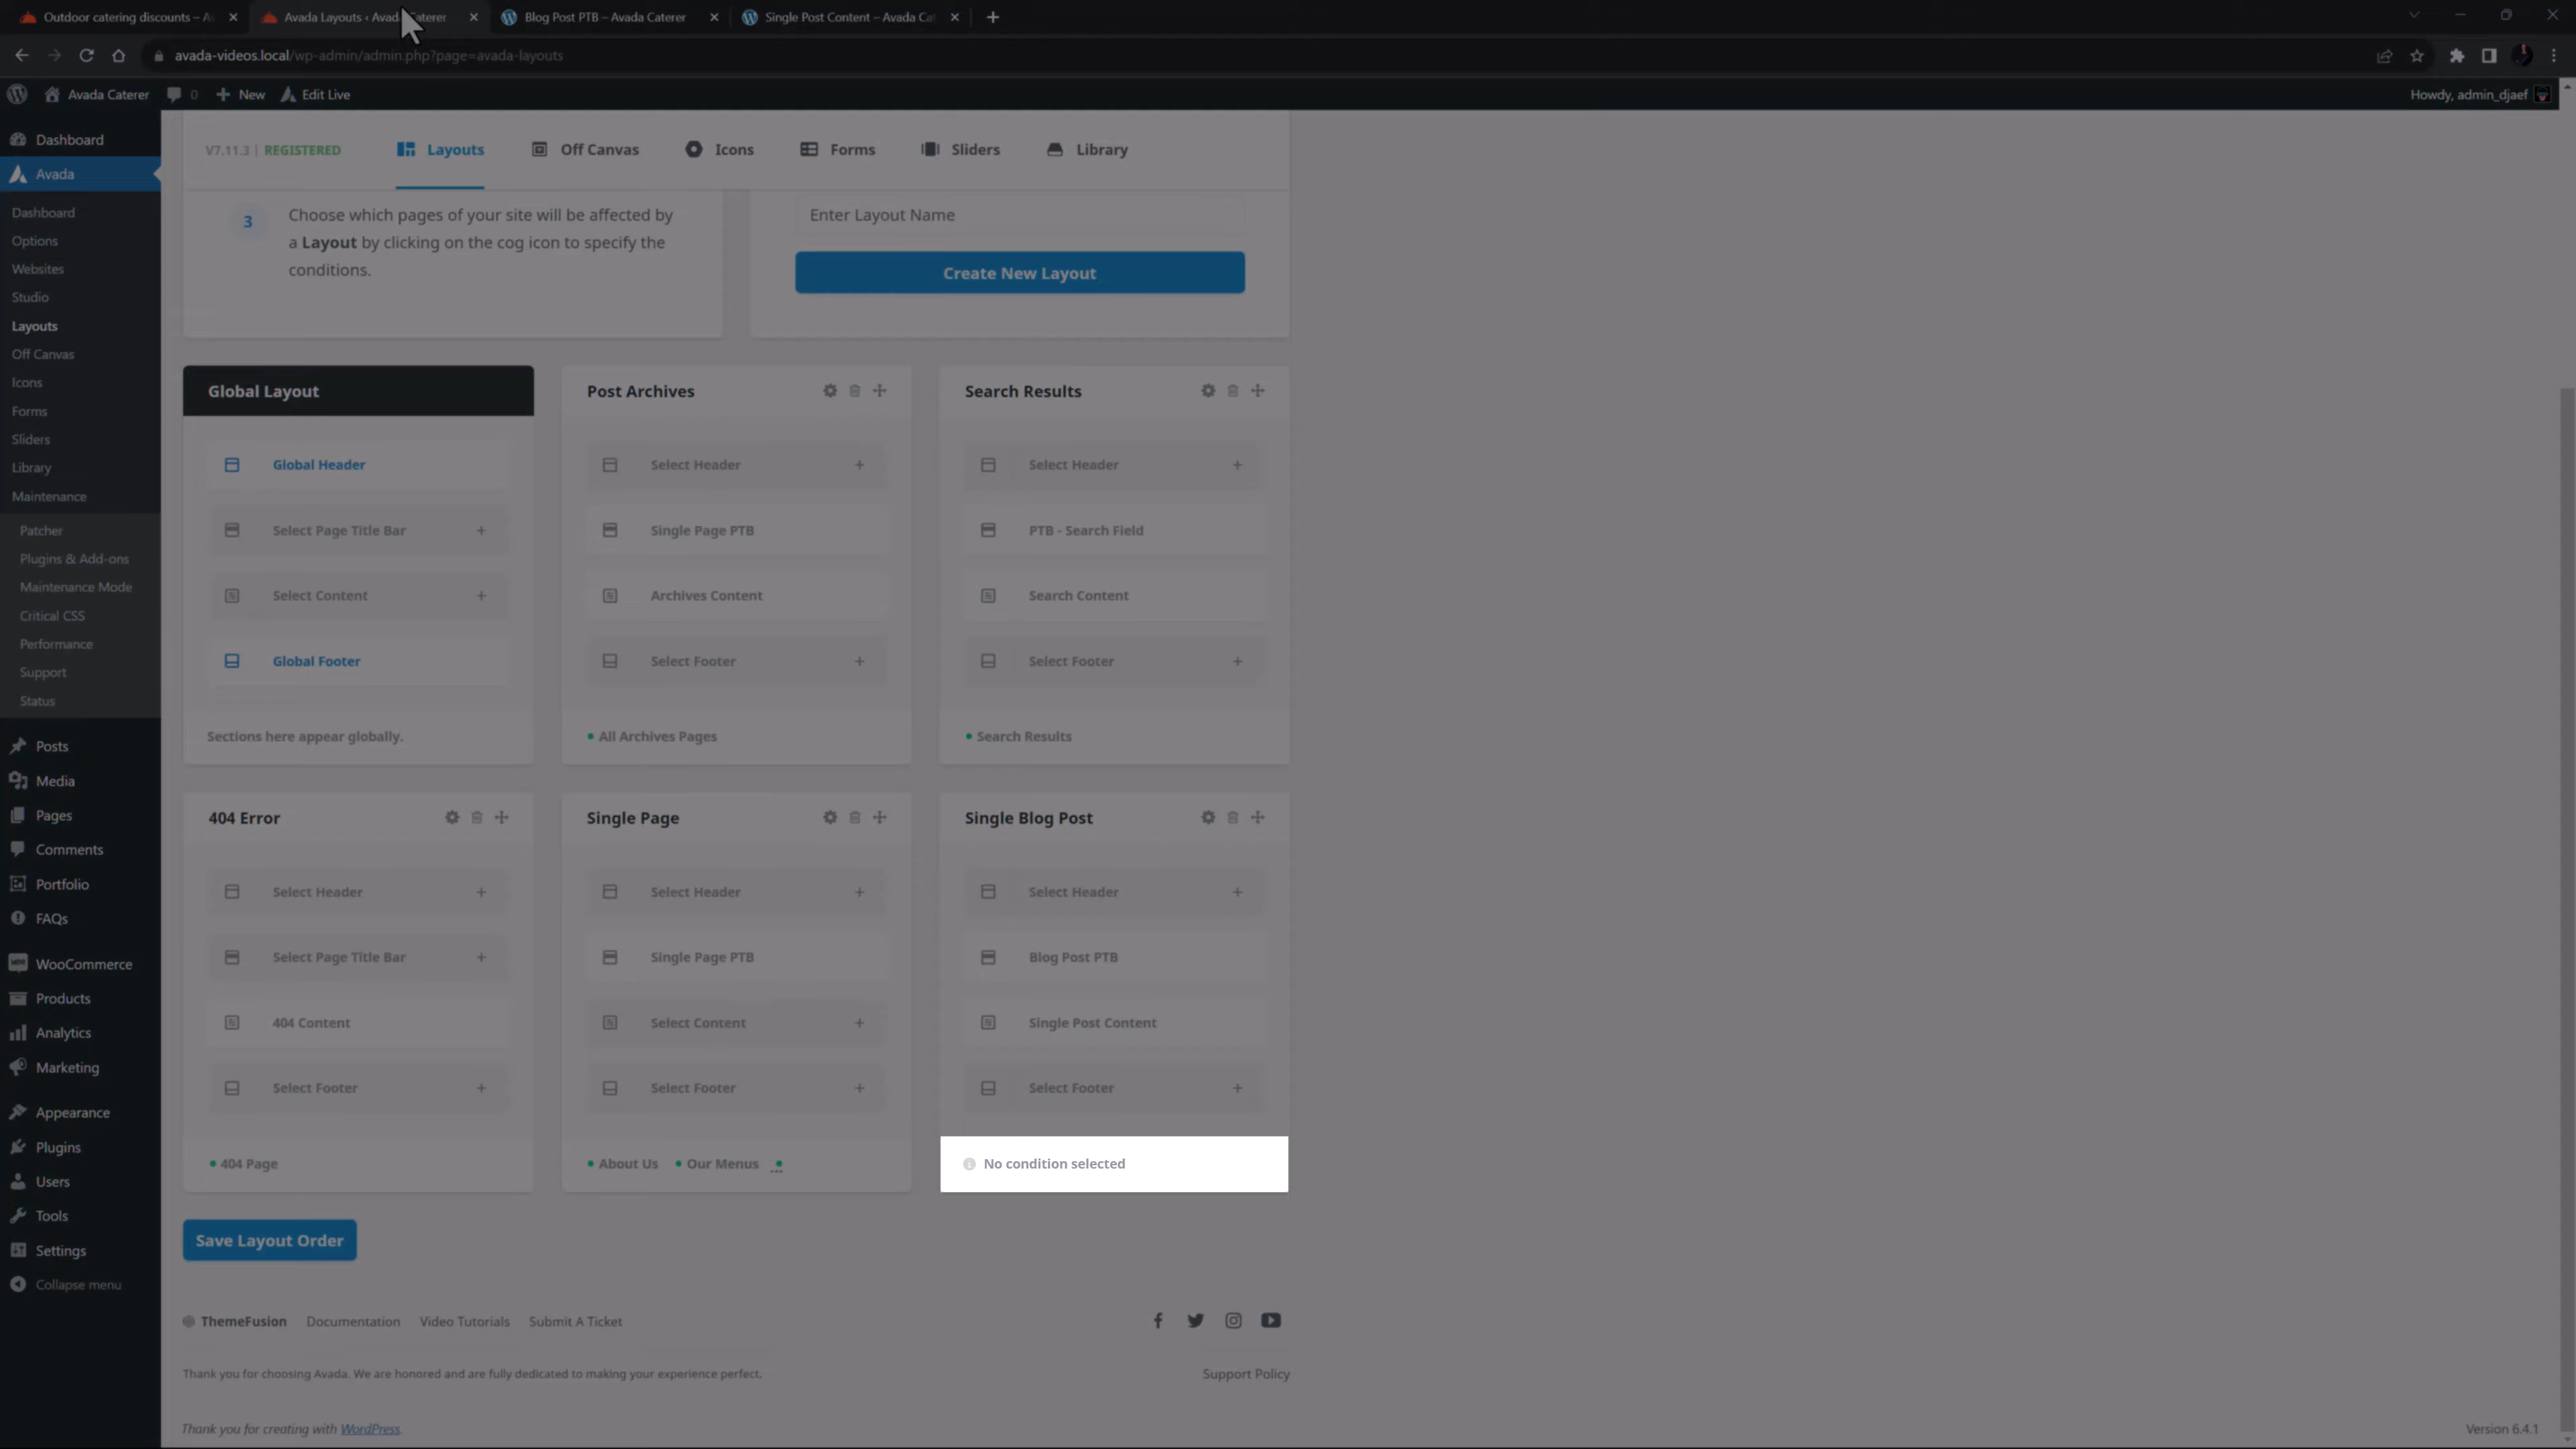 Outdoor catering discounts – A
Avada Layouts ‹ Avada Caterer
Blog Post PTB – Avada Caterer
Single Post Content – Avada Cat
avada-videos.local/wp-admin/admin.php?page=avada-layouts
Avada Caterer
0
New
Edit Live
Howdy, admin_djaef
Dashboard
Avada
Dashboard
Options
Websites
Studio
Layouts
Off Canvas
Icons
Forms
Sliders
Library
Maintenance
Patcher
Plugins & Add-ons
Maintenance Mode
Critical CSS
Performance
Support
Status
Posts
Media
Pages
Comments
Portfolio
FAQs
WooCommerce
Products
Analytics
Marketing
Appearance
Plugins
Users
Tools
Settings
Collapse menu
V7.11.3 | REGISTERED
Layouts
Off Canvas
Icons
Forms
Sliders
Library
3
Choose which pages of your site will be affected by
a Layout by clicking on the cog icon to specify the
conditions.
Enter Layout Name
Create New Layout
Global Layout
Global Header
Select Page Title Bar +
Select Content +
Global Footer
Sections here appear globally.
Post Archives
Select Header +
Single Page PTB
Archives Content
Select Footer +
All Archives Pages
Search Results
Select Header +
PTB - Search Field
Search Content
Select Footer +
Search Results
404 Error
Select Header +
Select Page Title Bar +
404 Content
Select Footer +
404 Page
Single Page
Select Header +
Single Page PTB
Select Content +
Select Footer +
About Us
Our Menus
...
Single Blog Post
Select Header +
Blog Post PTB
Single Post Content
Select Footer +
No condition selected
Save Layout Order
ThemeFusion
Documentation
Video Tutorials
Submit A Ticket
Thank you for choosing Avada. We are honored and are fully dedicated to making your experience perfect.
Support Policy
Thank you for creating with WordPress.
Version 6.4.1